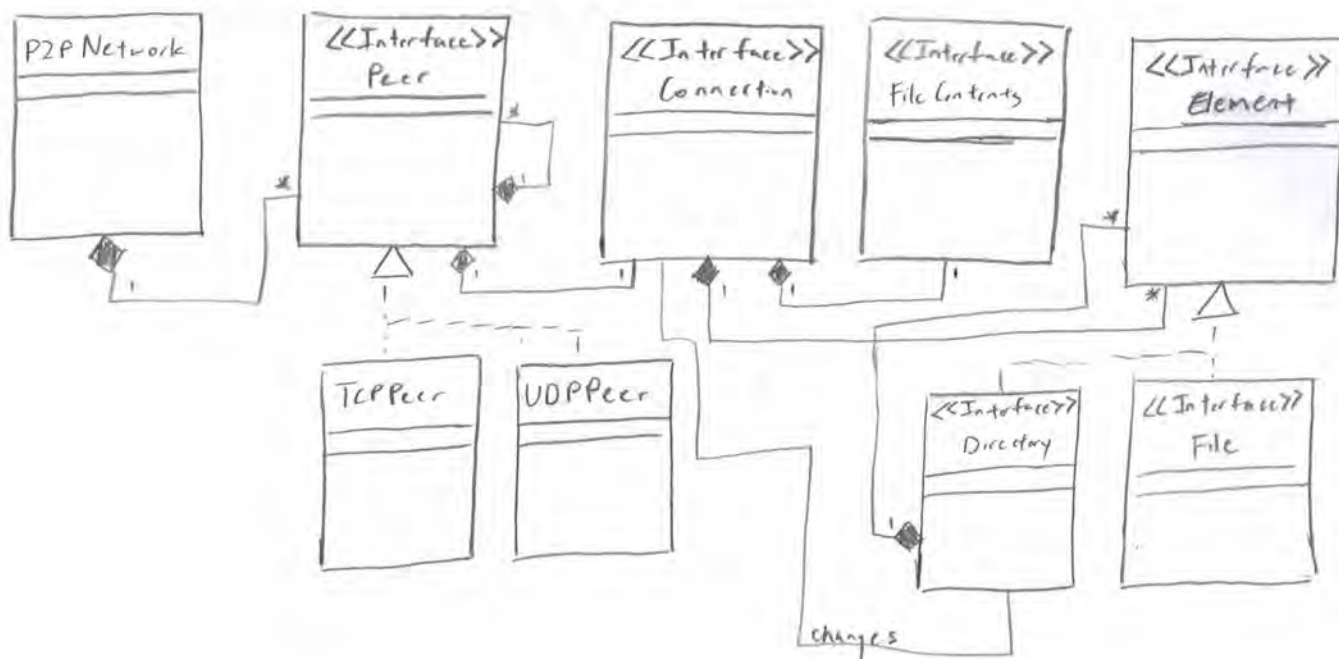 P2P Network
<<Interface>>
Peer
<<Interface>>
Connection
<<Interface>>
File Contents
<<Interface>>
Element
*
1
*
1
1
1
1
1
1
*
*
TCPPeer
UDPPeer
<<Interface>>
Directory
<<Interface>>
File
1
changes